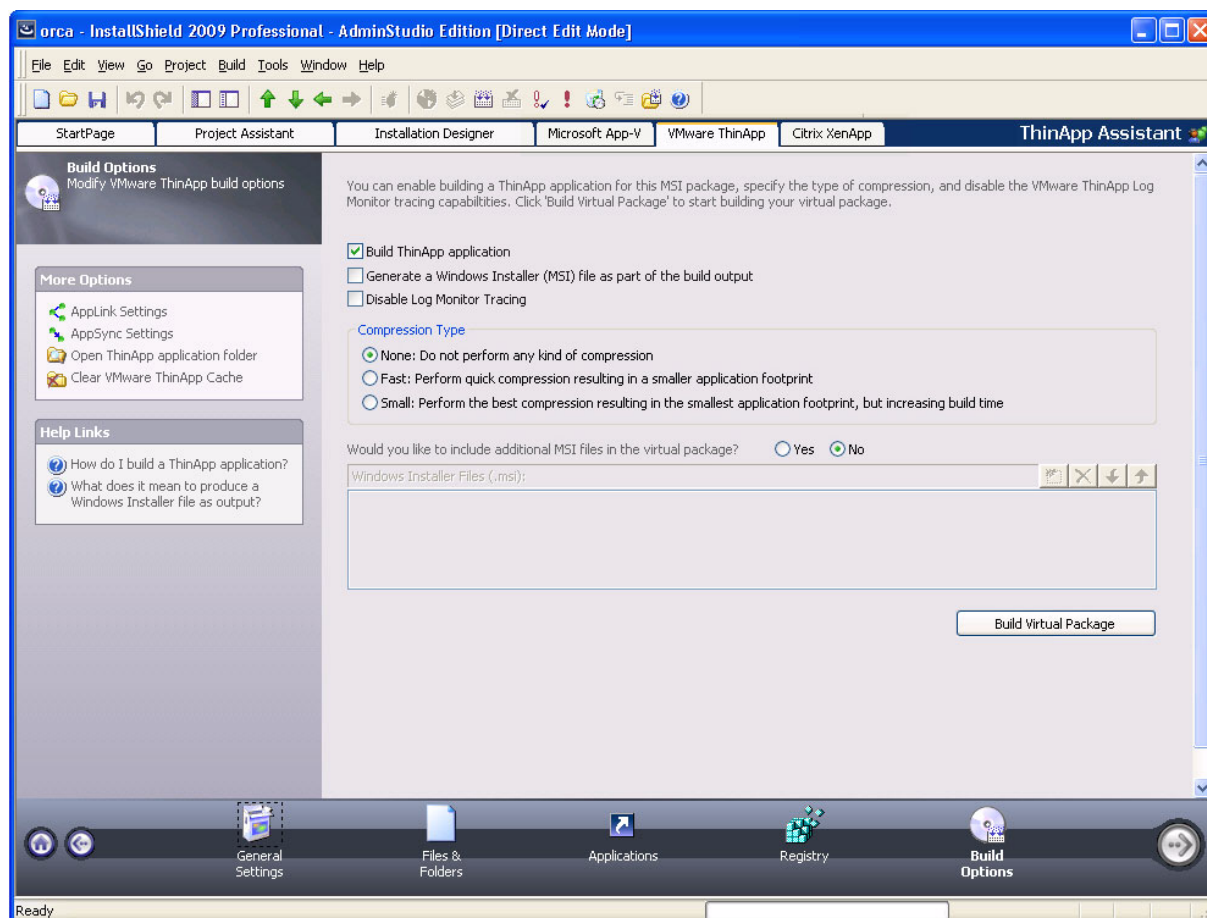 orca - InstallShield 2009 Professional - AdminStudio Edition [Direct Edit Mode]
File Edit View Go Project Build Tools Window Help
StartPage Project Assistant Installation Designer Microsoft App-V VMware ThinApp Citrix XenApp ThinApp Assistant
Build Options
Modify VMware ThinApp build options
More Options
AppLink Settings
AppSync Settings
Open ThinApp application folder
Clear VMware ThinApp Cache
Help Links
How do I build a ThinApp application?
What does it mean to produce a
Windows Installer file as output?
You can enable building a ThinApp application for this MSI package, specify the type of compression, and disable the VMware ThinApp Log
Monitor tracing capabiltities. Click 'Build Virtual Package' to start building your virtual package.
Build ThinApp application
Generate a Windows Installer (MSI) file as part of the build output
Disable Log Monitor Tracing
Compression Type
None: Do not perform any kind of compression
Fast: Perform quick compression resulting in a smaller application footprint
Small: Perform the best compression resulting in the smallest application footprint, but increasing build time
Would you like to include additional MSI files in the virtual package? Yes No
Windows Installer Files (.msi):
Build Virtual Package
General
Settings
Files &
Folders
Applications
Registry
Build
Options
Ready